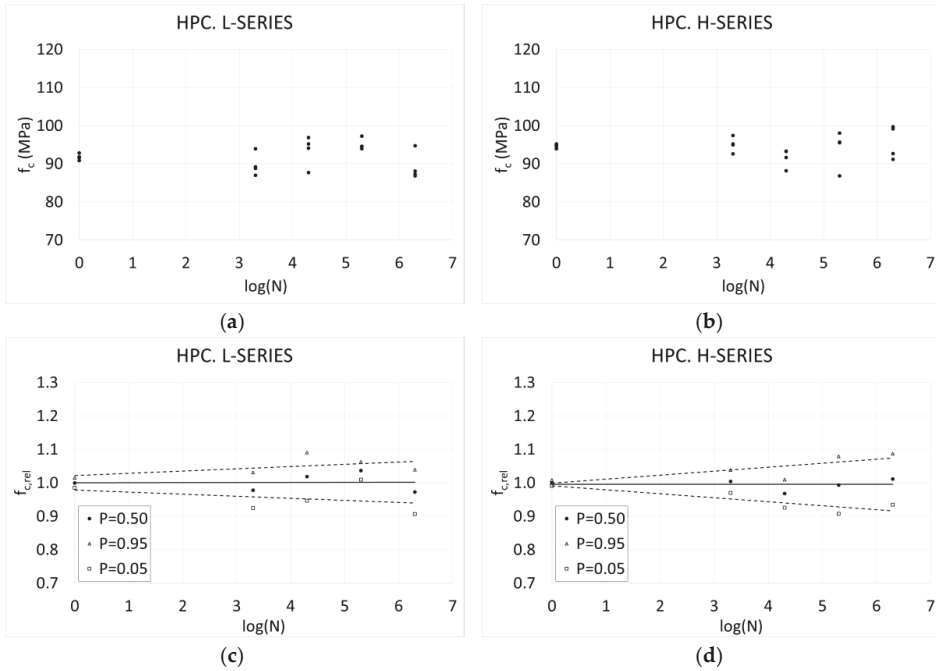 HPC. L-SERIES
120
110
100
90
80
70
f_c (MPa)
0 1 2 3 4 5 6 7
log(N)
(a)
HPC. H-SERIES
120
110
100
90
80
70
f_c (MPa)
0 1 2 3 4 5 6 7
log(N)
(b)
HPC. L-SERIES
1.3
1.2
1.1
1.0
0.9
0.8
0.7
f_c,rel
P=0.50
P=0.95
P=0.05
0 1 2 3 4 5 6 7
log(N)
(c)
HPC. H-SERIES
1.3
1.2
1.1
1.0
0.9
0.8
0.7
f_c,rel
P=0.50
P=0.95
P=0.05
0 1 2 3 4 5 6 7
log(N)
(d)